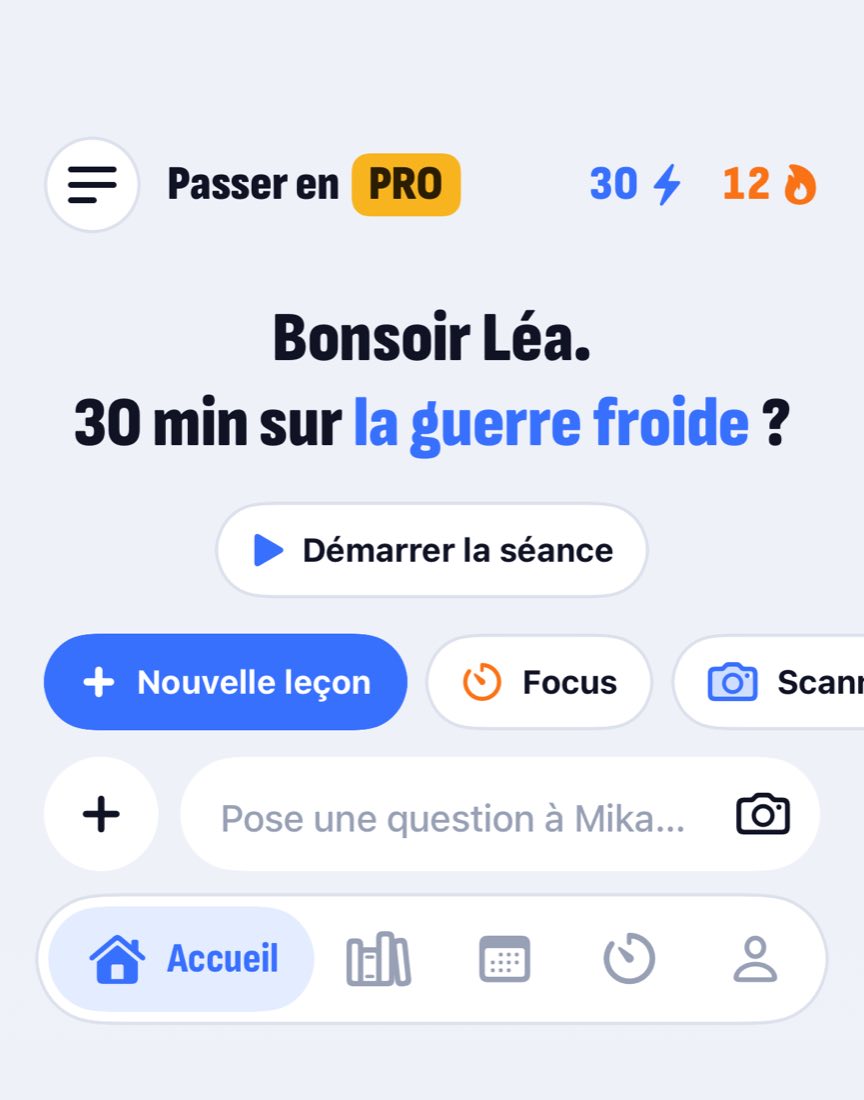 Passer en PRO 30 12
Bonsoir Léa.
30 min sur la guerre froide ?
Démarrer la séance
Nouvelle leçon Focus Scann
Pose une question à Mika...
Accueil